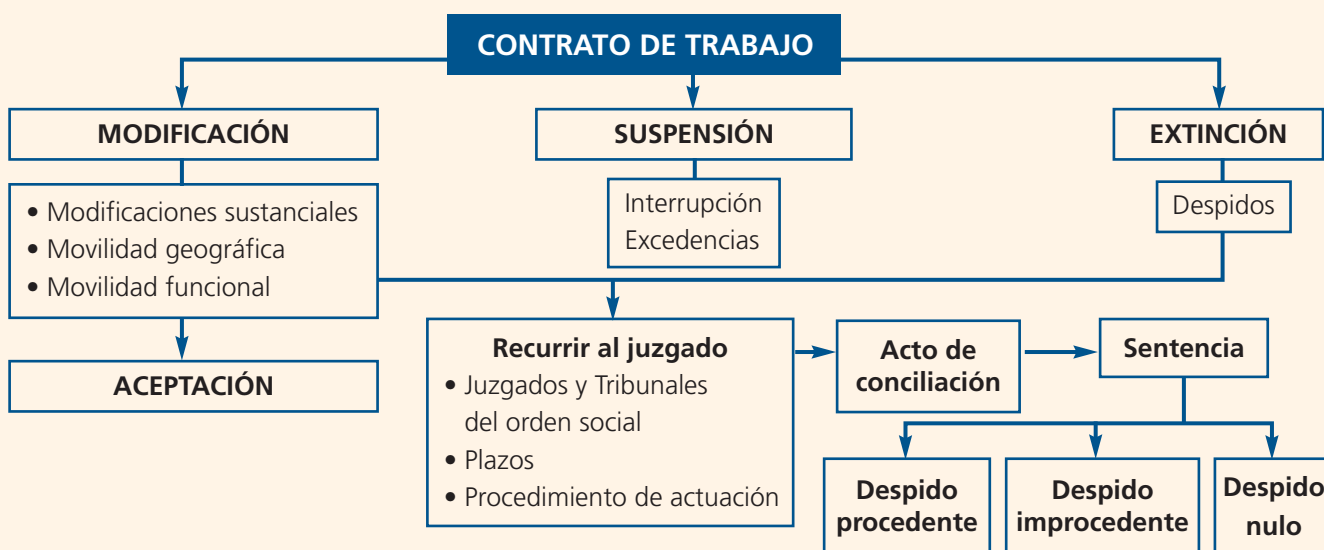 CONTRATO DE TRABAJO
MODIFICACIÓN
• Modificaciones sustanciales
• Movilidad geográfica
• Movilidad funcional
ACEPTACIÓN
SUSPENSIÓN
Interrupción
Excedencias
EXTINCIÓN
Despidos
Recurrir al juzgado
• Juzgados y Tribunales
del orden social
• Plazos
• Procedimiento de actuación
Acto de
conciliación
Sentencia
Despido
procedente
Despido
improcedente
Despido
nulo